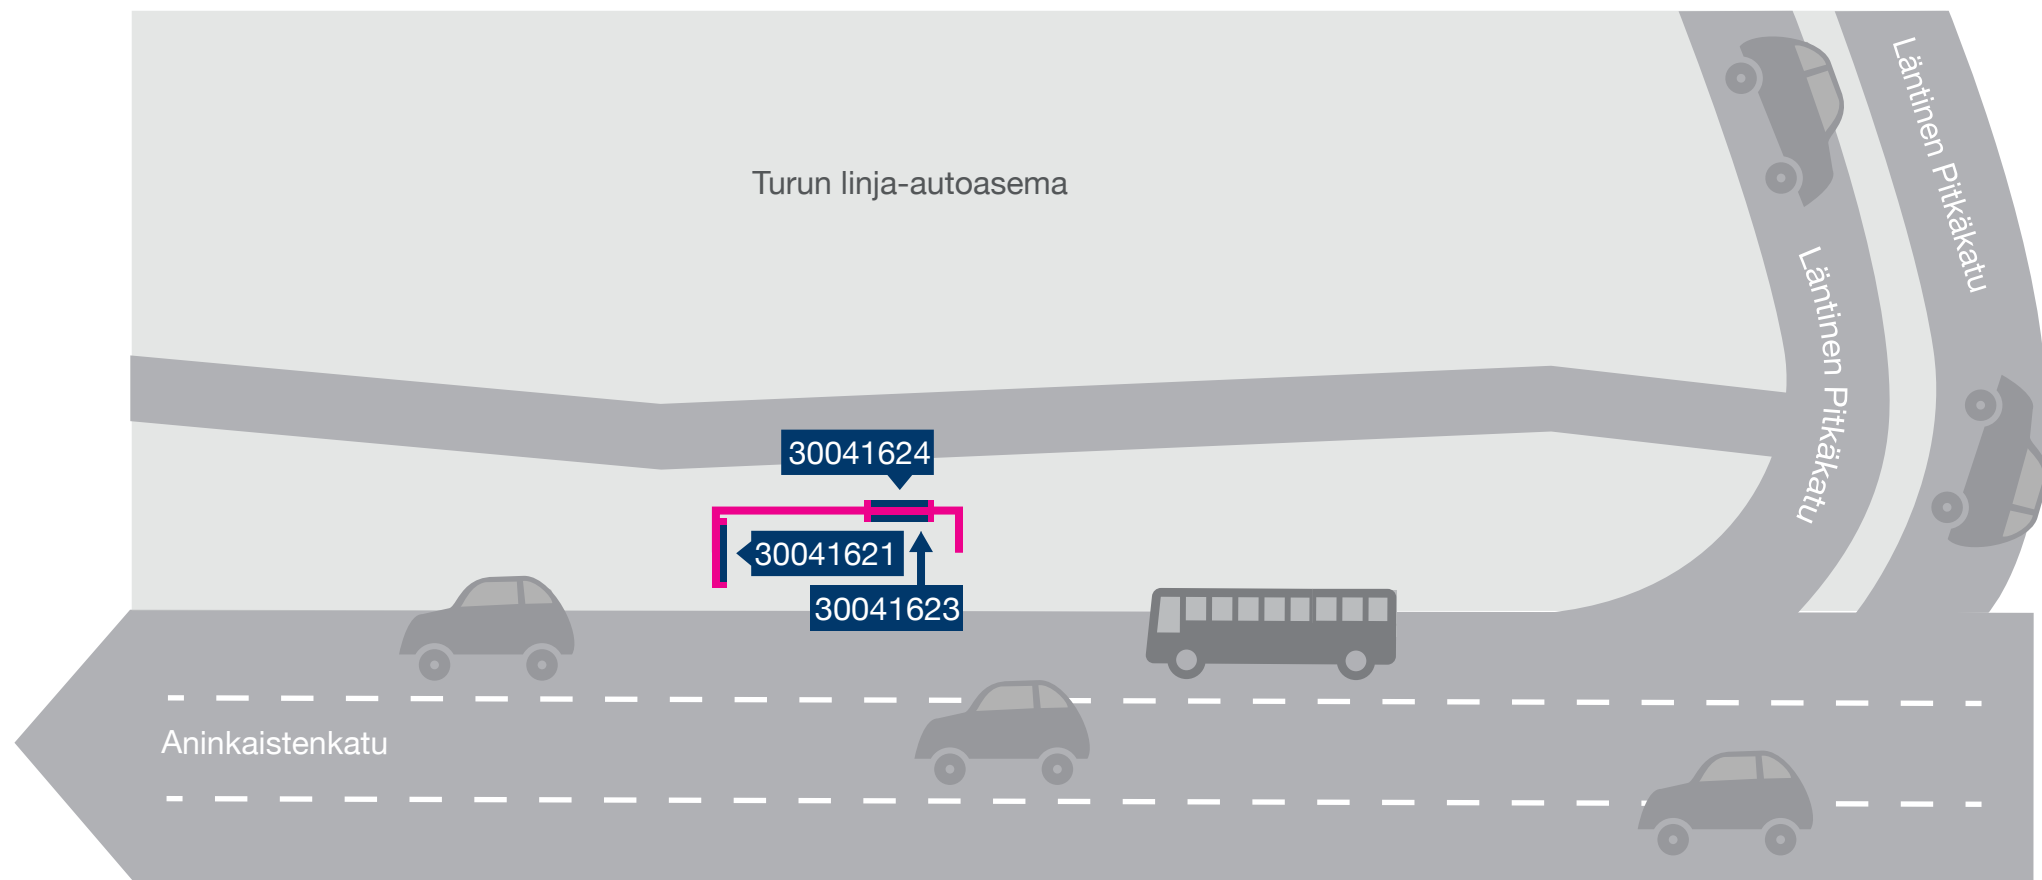 Läntinen Pitkäkatu
Turun linja-autoasema
Läntinen Pitkäkatu
30041624
30041621
30041623
Aninkaistenkatu